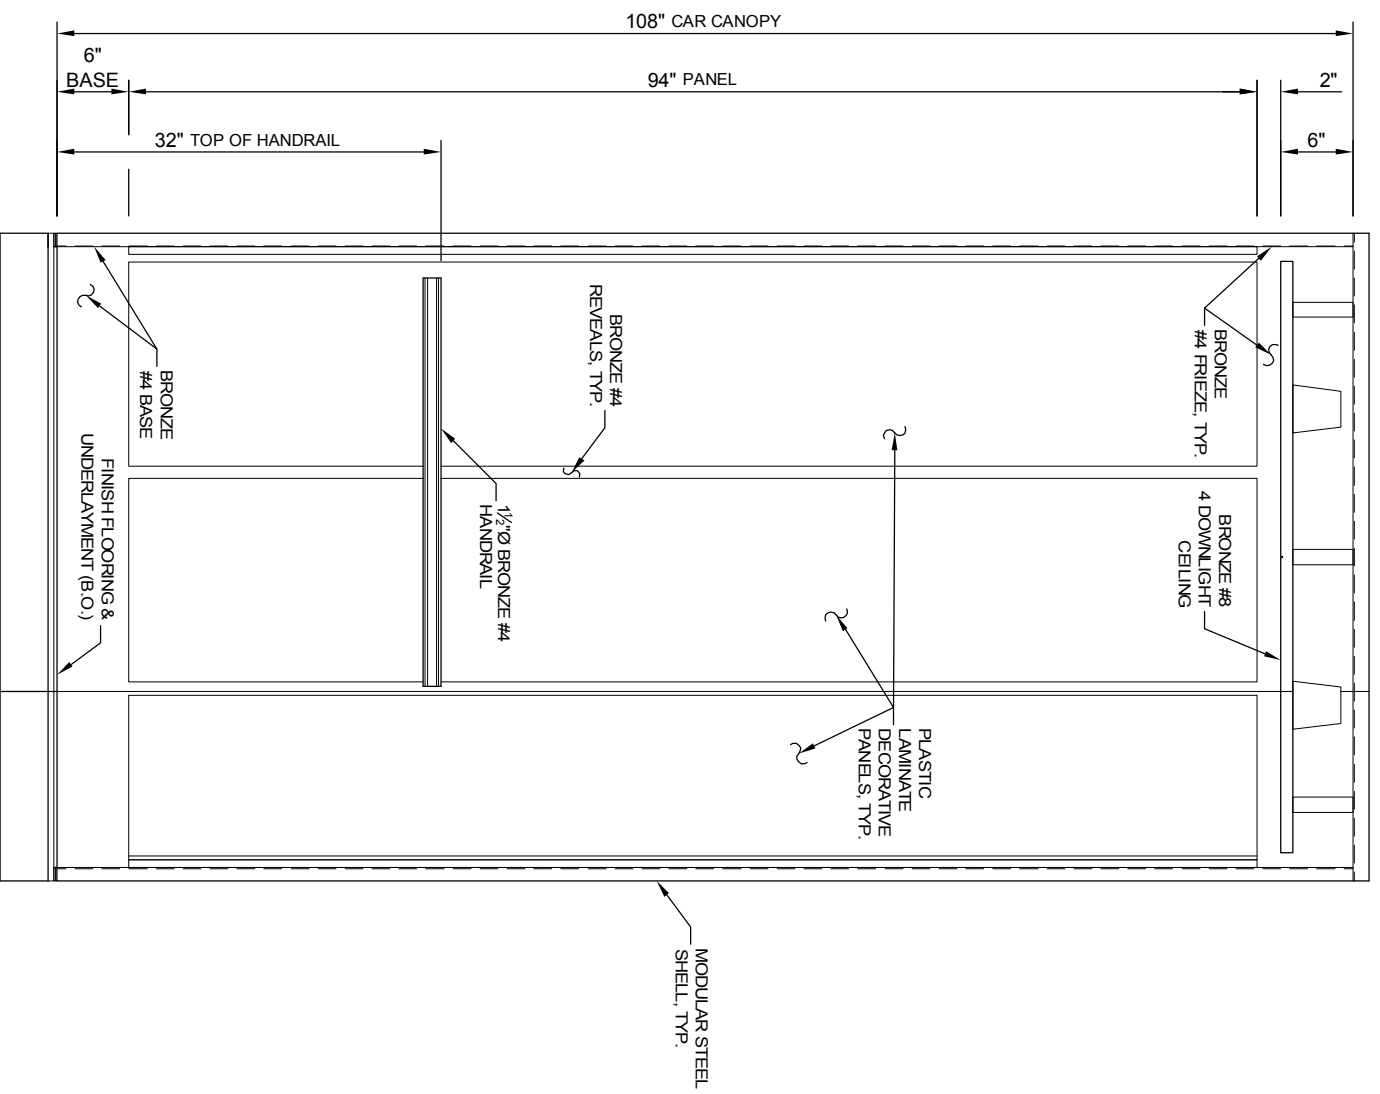 108" CAR CANOPY
6"
BASE
94" PANEL
2"
32" TOP OF HANDRAIL
6"
BRONZE #4
REVEALS, TYP.
BRONZE
#4 FRIEZE, TYP.
BRONZE
#4 BASE
FINISH FLOORING &
UNDERLAYMENT (B.O.)
1½"Ø BRONZE #4
HANDRAIL
BRONZE #8
4 DOWNLIGHT
CEILING
PLASTIC
LAMINATE
DECORATIVE
PANELS, TYP.
MODULAR STEEL
SHELL, TYP.